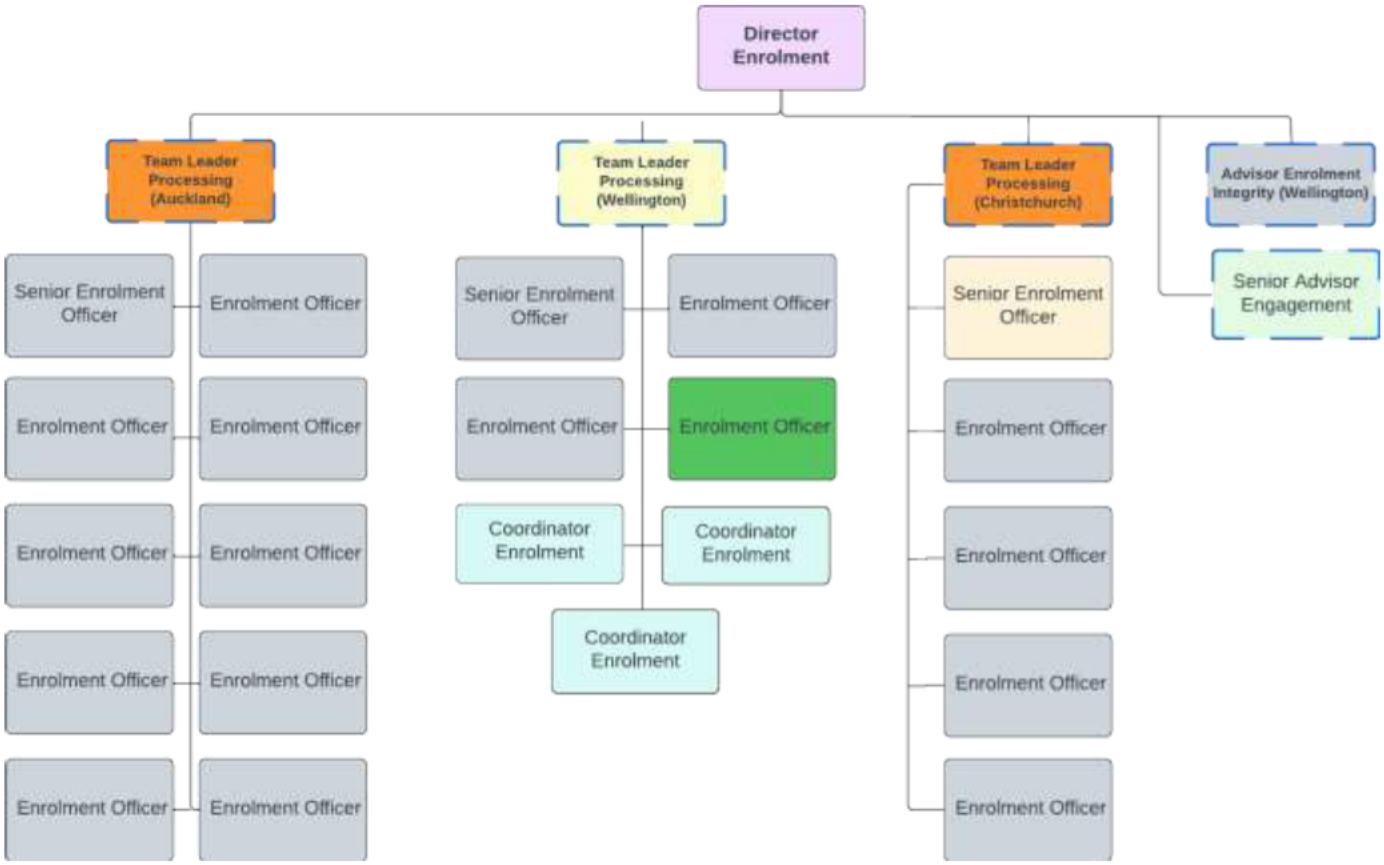 Director
Enrolment
Team Leader
Processing
(Auckland)
Team Leader
Processing
(Wellington)
Team Leader
Processing
(Christchurch)
Advisor Enrolment
Integrity (Wellington)
Senior Enrolment
Officer
Enrolment Officer
Senior Enrolment
Officer
Enrolment Officer
Senior Enrolment
Officer
Senior Advisor
Engagement
Enrolment Officer
Enrolment Officer
Enrolment Officer
Enrolment Officer
Enrolment Officer
Enrolment Officer
Enrolment Officer
Coordinator
Enrolment
Coordinator
Enrolment
Enrolment Officer
Enrolment Officer
Enrolment Officer
Coordinator
Enrolment
Enrolment Officer
Enrolment Officer
Enrolment Officer
Enrolment Officer